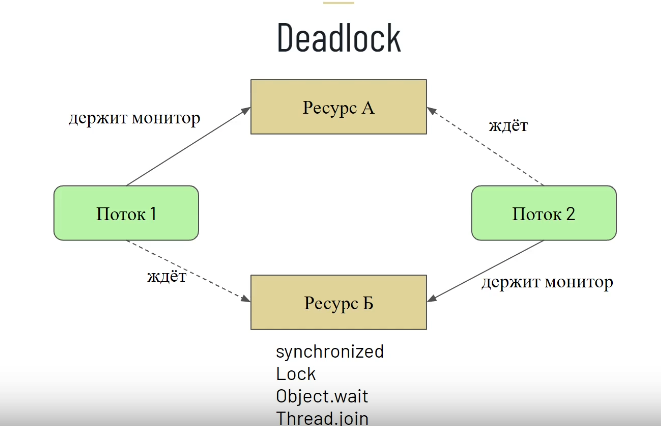 Deadlock
Ресурс А
держит монитор
ждёт
Поток 1
Поток 2
ждёт
держит монитор
Ресурс Б
synchronized
Lock
Object.wait
Thread.join